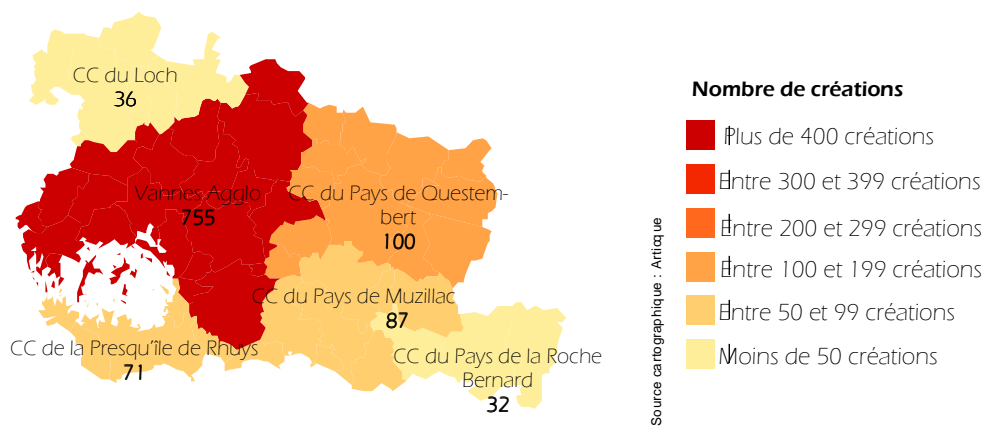 CC du Loch
36
Vannes Agglo
755
CC du Pays de Questem-
bert
100
CC du Pays de Muzillac
87
CC de la Presqu'île de Rhuys
71
CC du Pays de la Roche
Bernard
32
Source cartographique : Artique
Nombre de créations
Plus de 400 créations
Entre 300 et 399 créations
Entre 200 et 299 créations
Entre 100 et 199 créations
Entre 50 et 99 créations
Moins de 50 créations